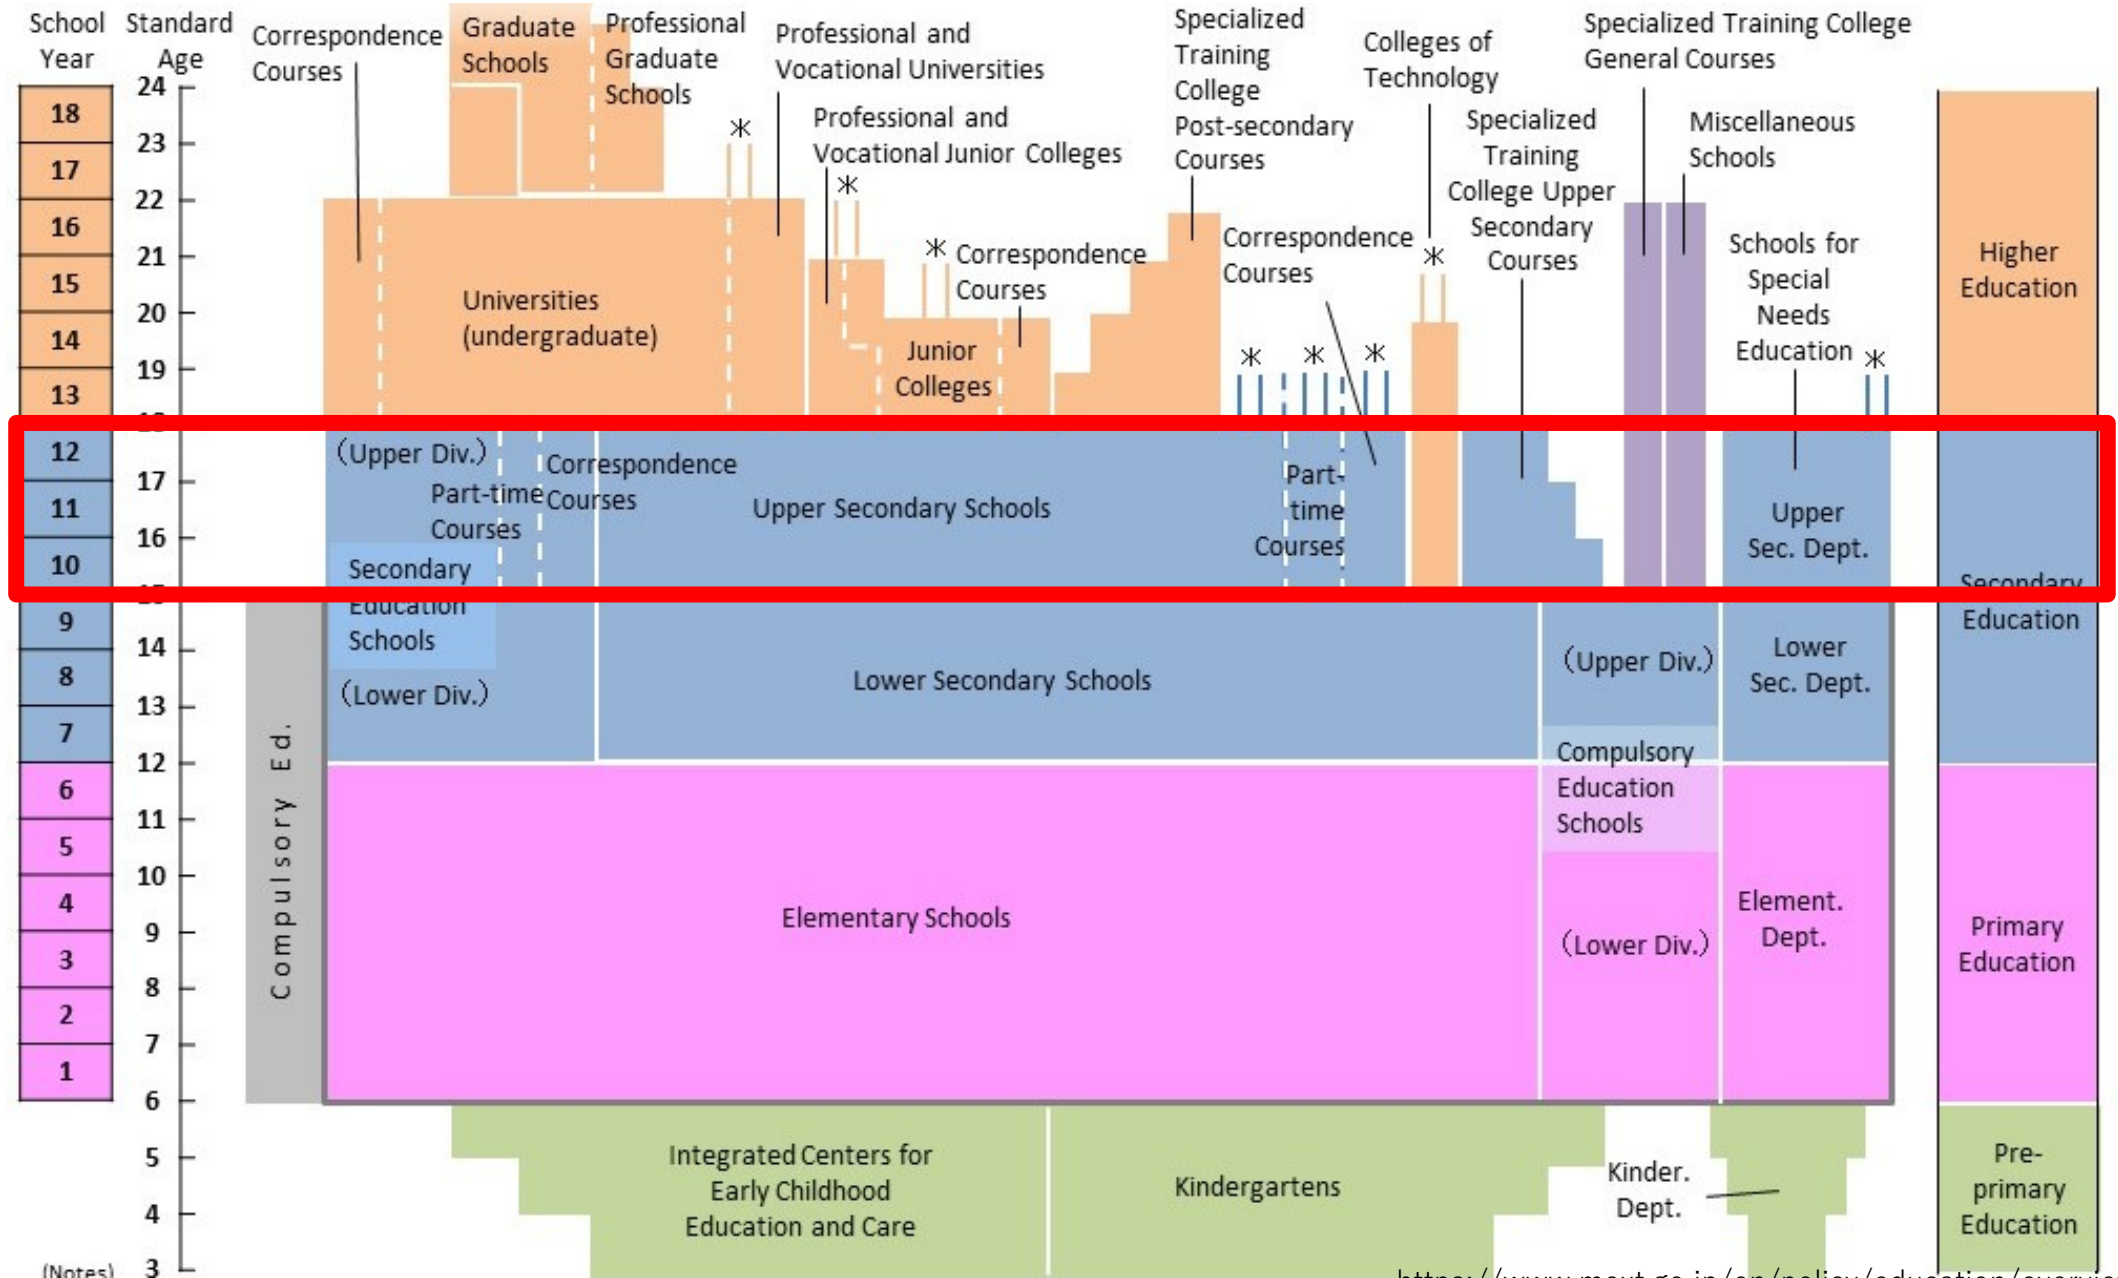 School
Year
Standard
Age
Correspondence
Courses
Graduate
Schools
Professional
Graduate
Schools
Professional and
Vocational Universities
Professional and
Vocational Junior Colleges
Specialized
Training
College
Post-secondary
Courses
Colleges of
Technology
Specialized
Training
College Upper
Secondary
Courses
Specialized Training College
General Courses
Miscellaneous
Schools
Schools for
Special
Needs
Education
24
18
23
17
22
16
21
15
20
14
19
13
12
17
11
16
10
9
14
8
13
7
12
6
11
5
10
4
9
3
8
2
7
1
6
5
4
3
*
*
*
*
*
*
*
*
Universities
(undergraduate)
Correspondence
Courses
Junior
Colleges
Correspondence
Courses
Higher
Education
(Upper Div.)
Part-time
Courses
Correspondence
Courses
Upper Secondary Schools
Part-
time
Courses
Upper
Sec. Dept.
Secondary
Education
Schools
(Lower Div.)
Lower Secondary Schools
(Upper Div.)
Lower
Sec. Dept.
Secondary
Education
Compulsory Ed.
Compulsory
Education
Schools
(Lower Div.)
Elementary Schools
Element.
Dept.
Primary
Education
Integrated Centers for
Early Childhood
Education and Care
Kindergartens
Kinder.
Dept.
Pre-
primary
Education
(Notes)